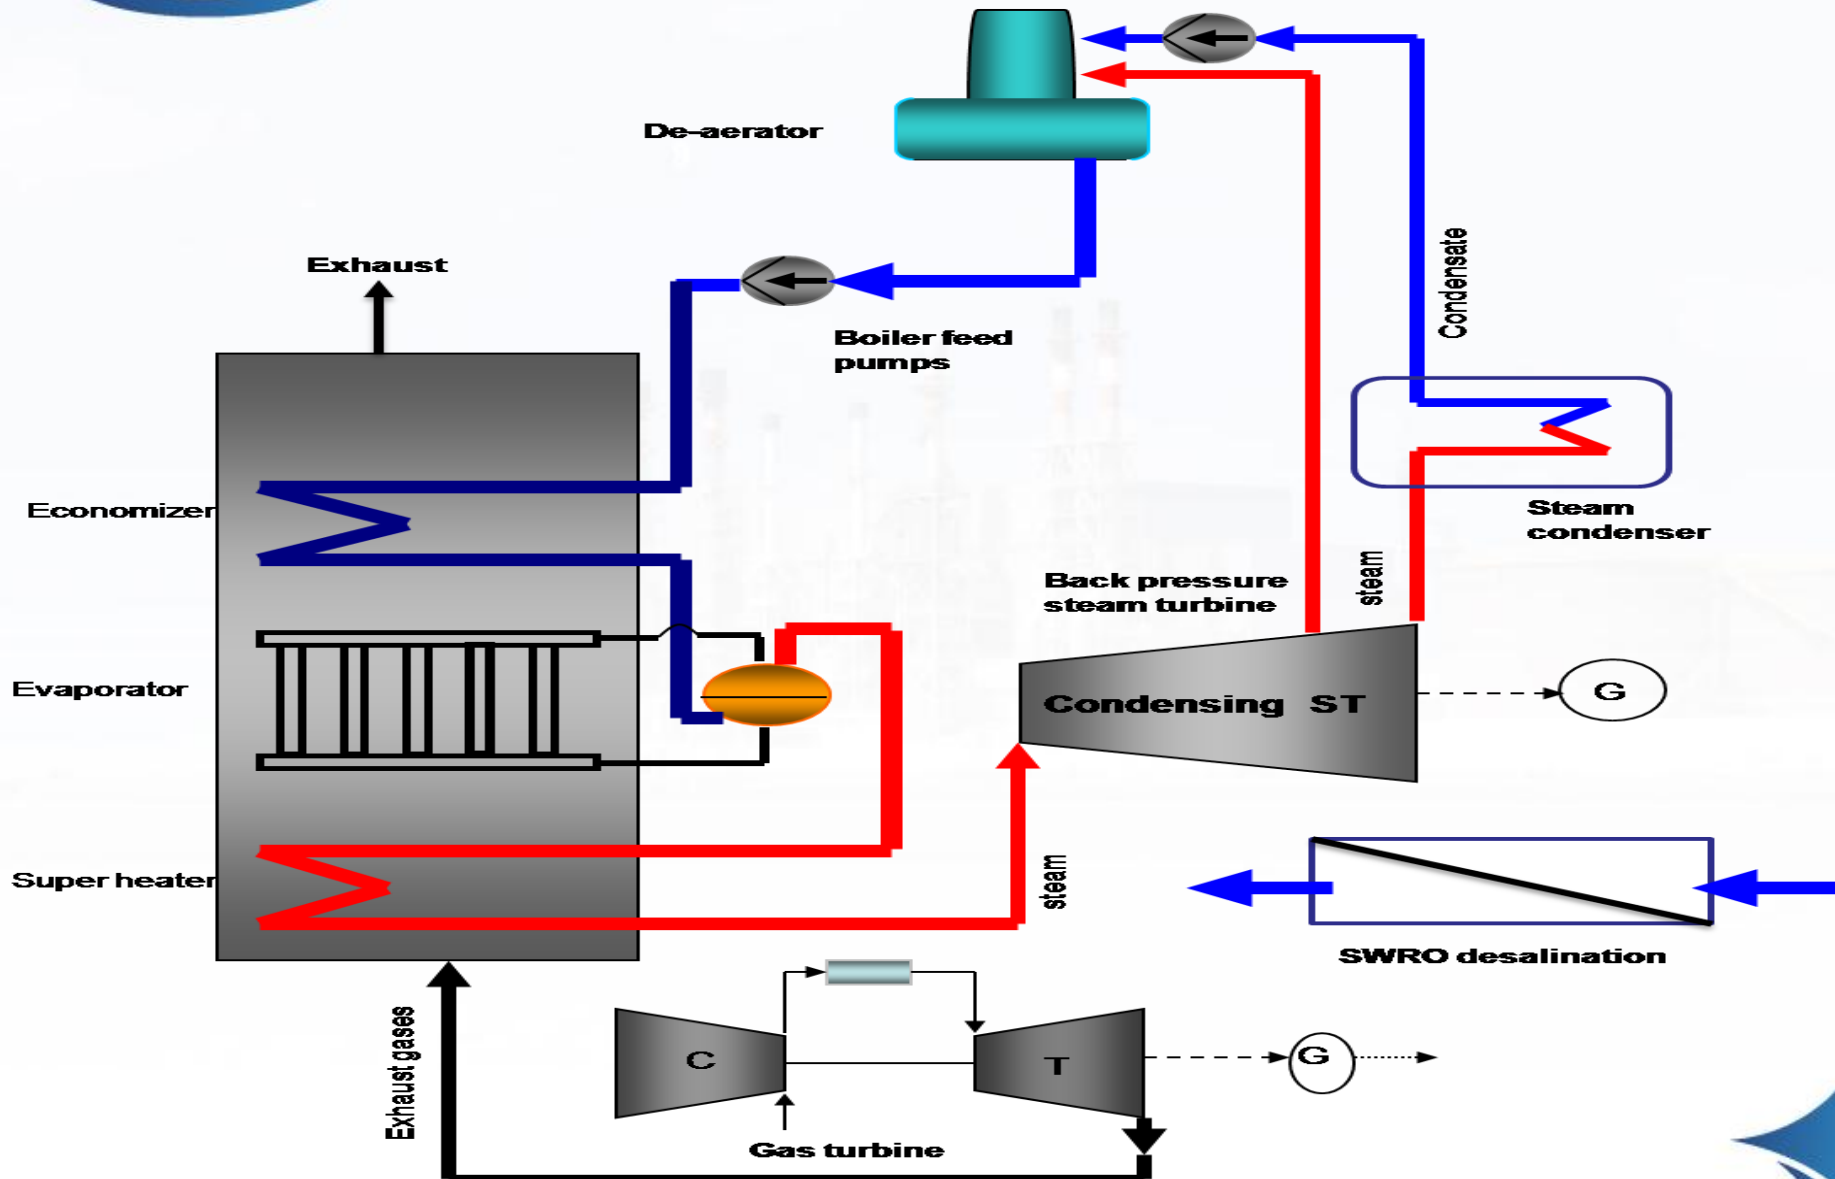 De-aerator
Condensate
Exhaust
Boiler feed
pumps
Economizer
Steam
condenser
steam
Back pressure
steam turbine
Evaporator
Condensing ST
G
Super heater
steam
SWRO desalination
Exhaust gases
C
T
G
Gas turbine